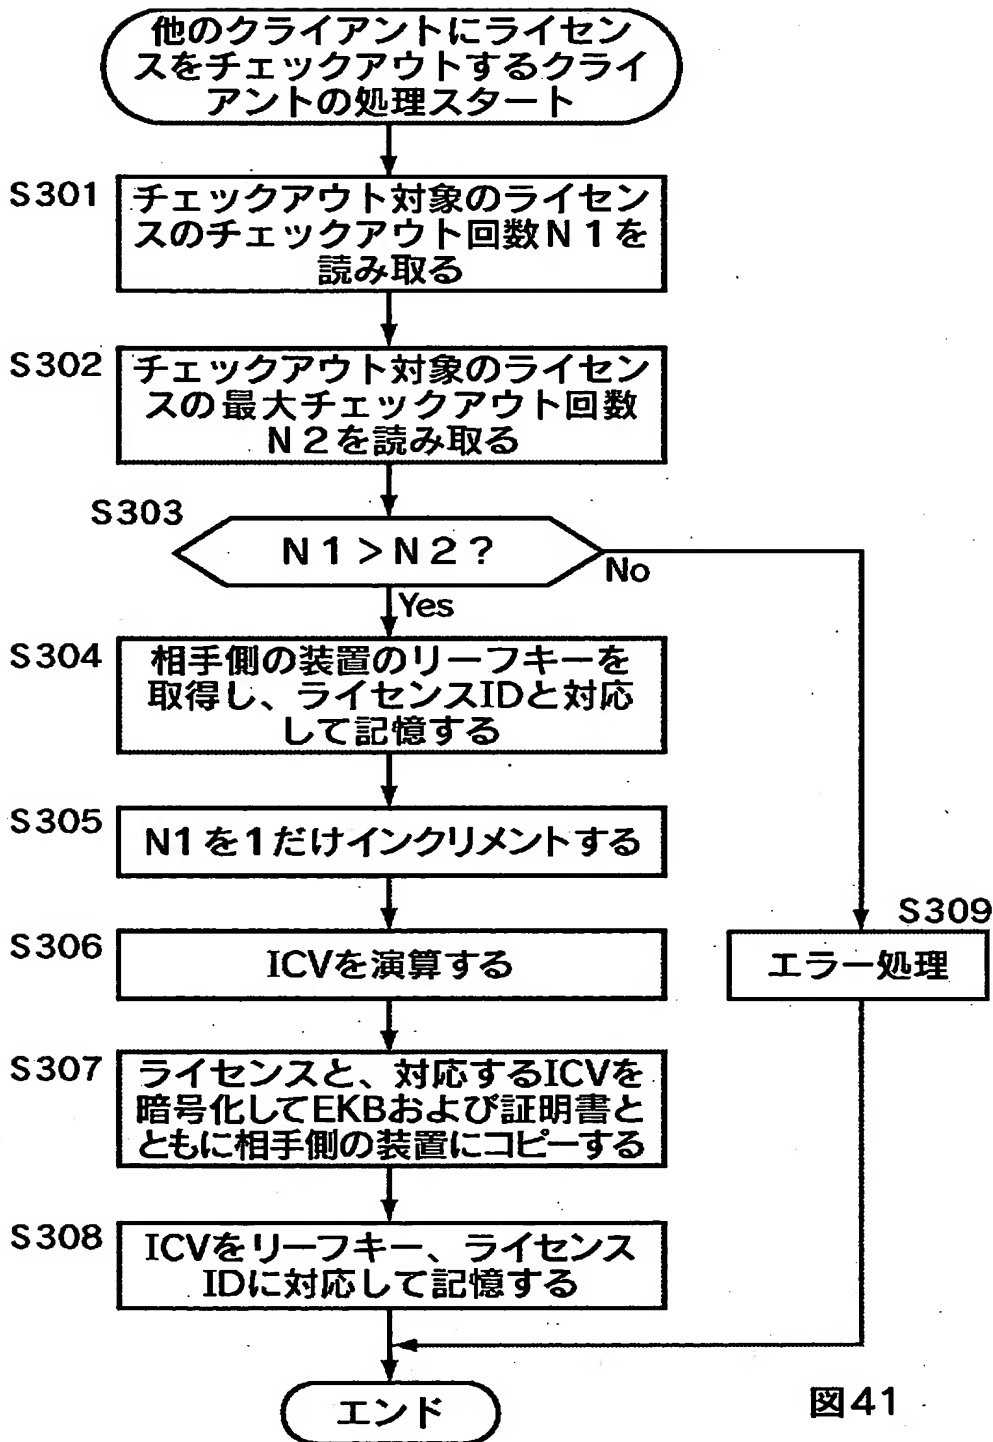 他のクライアントにライセン
スをチェックアウトするクライ
アントの処理スタート
S301
チェックアウト対象のライセン
スのチェックアウト回数N1を
読み取る
S302
チェックアウト対象のライセン
スの最大チェックアウト回数
N2を読み取る
S303
N1>N2?
No
Yes
S304
相手側の装置のリーフキーを
取得し、ライセンスIDと対応
して記憶する
S305
N1を1だけインクリメントする
S306
ICVを演算する
S309
エラー処理
S307
ライセンスと、対応するICVを
暗号化してEKBおよび証明書と
ともに相手側の装置にコピーする
S308
ICVをリーフキー、ライセンス
IDに対応して記憶する
エンド
図41